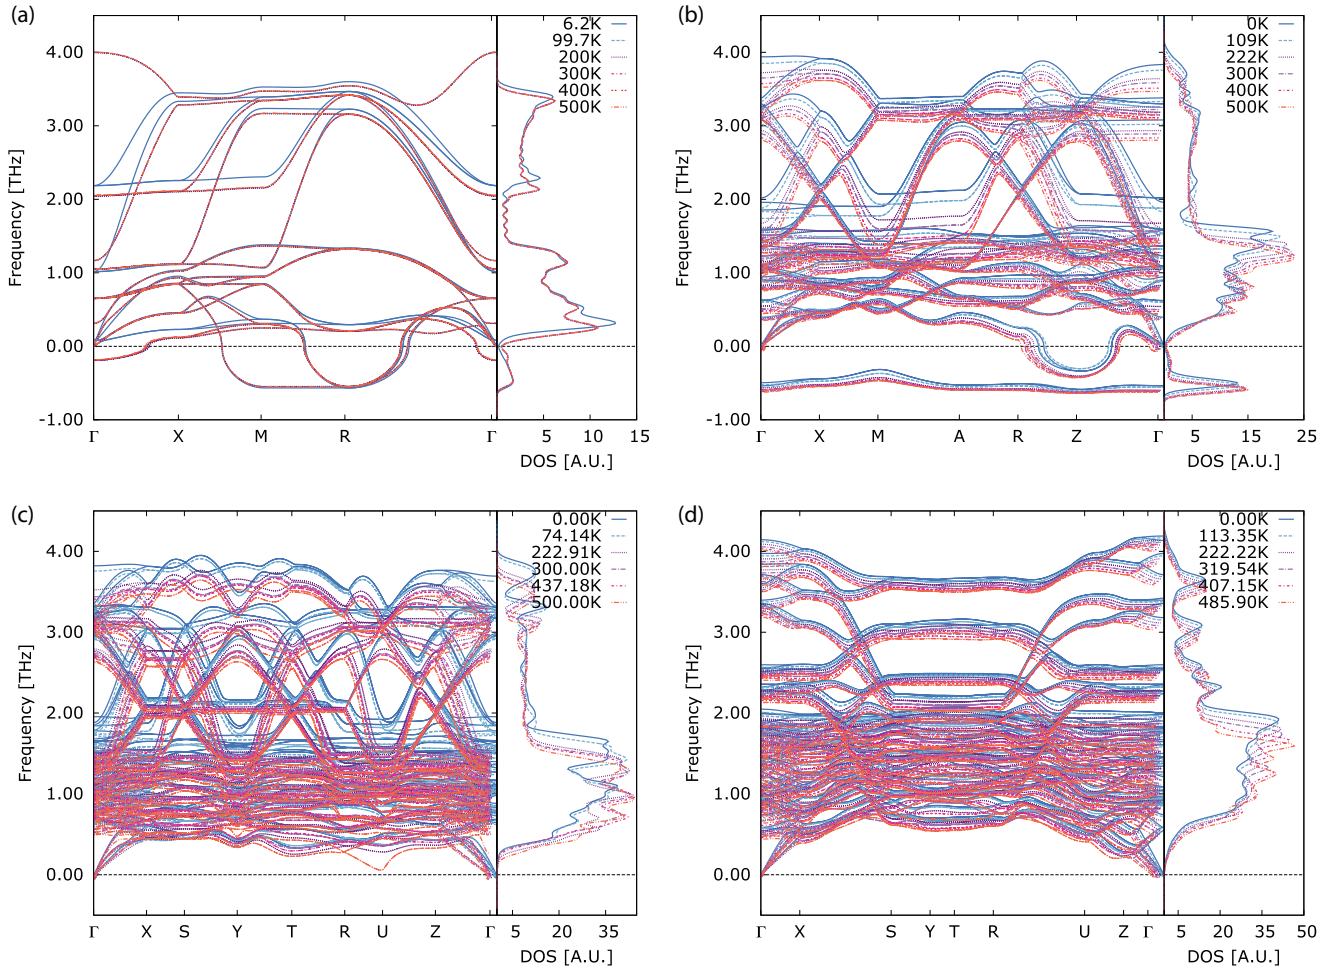 (a)
6.2K
99.7K
200K
300K
400K
500K
4.00
3.00
2.00
1.00
0.00
-1.00
Frequency [THz]
Γ X M R Γ
5 10 15
DOS [A.U.]
(b)
0K
109K
222K
300K
400K
500K
4.00
3.00
2.00
1.00
0.00
-1.00
Frequency [THz]
Γ X M A R Z Γ
5 15 25
DOS [A.U.]
(c)
0.00K
74.14K
222.91K
300.00K
437.18K
500.00K
4.00
3.00
2.00
1.00
0.00
Frequency [THz]
Γ X S Y T R U Z Γ
5 20 35
DOS [A.U.]
(d)
0.00K
113.35K
222.22K
319.54K
407.15K
485.90K
4.00
3.00
2.00
1.00
0.00
Frequency [THz]
Γ X S Y T R U Z Γ
5 20 35 50
DOS [A.U.]